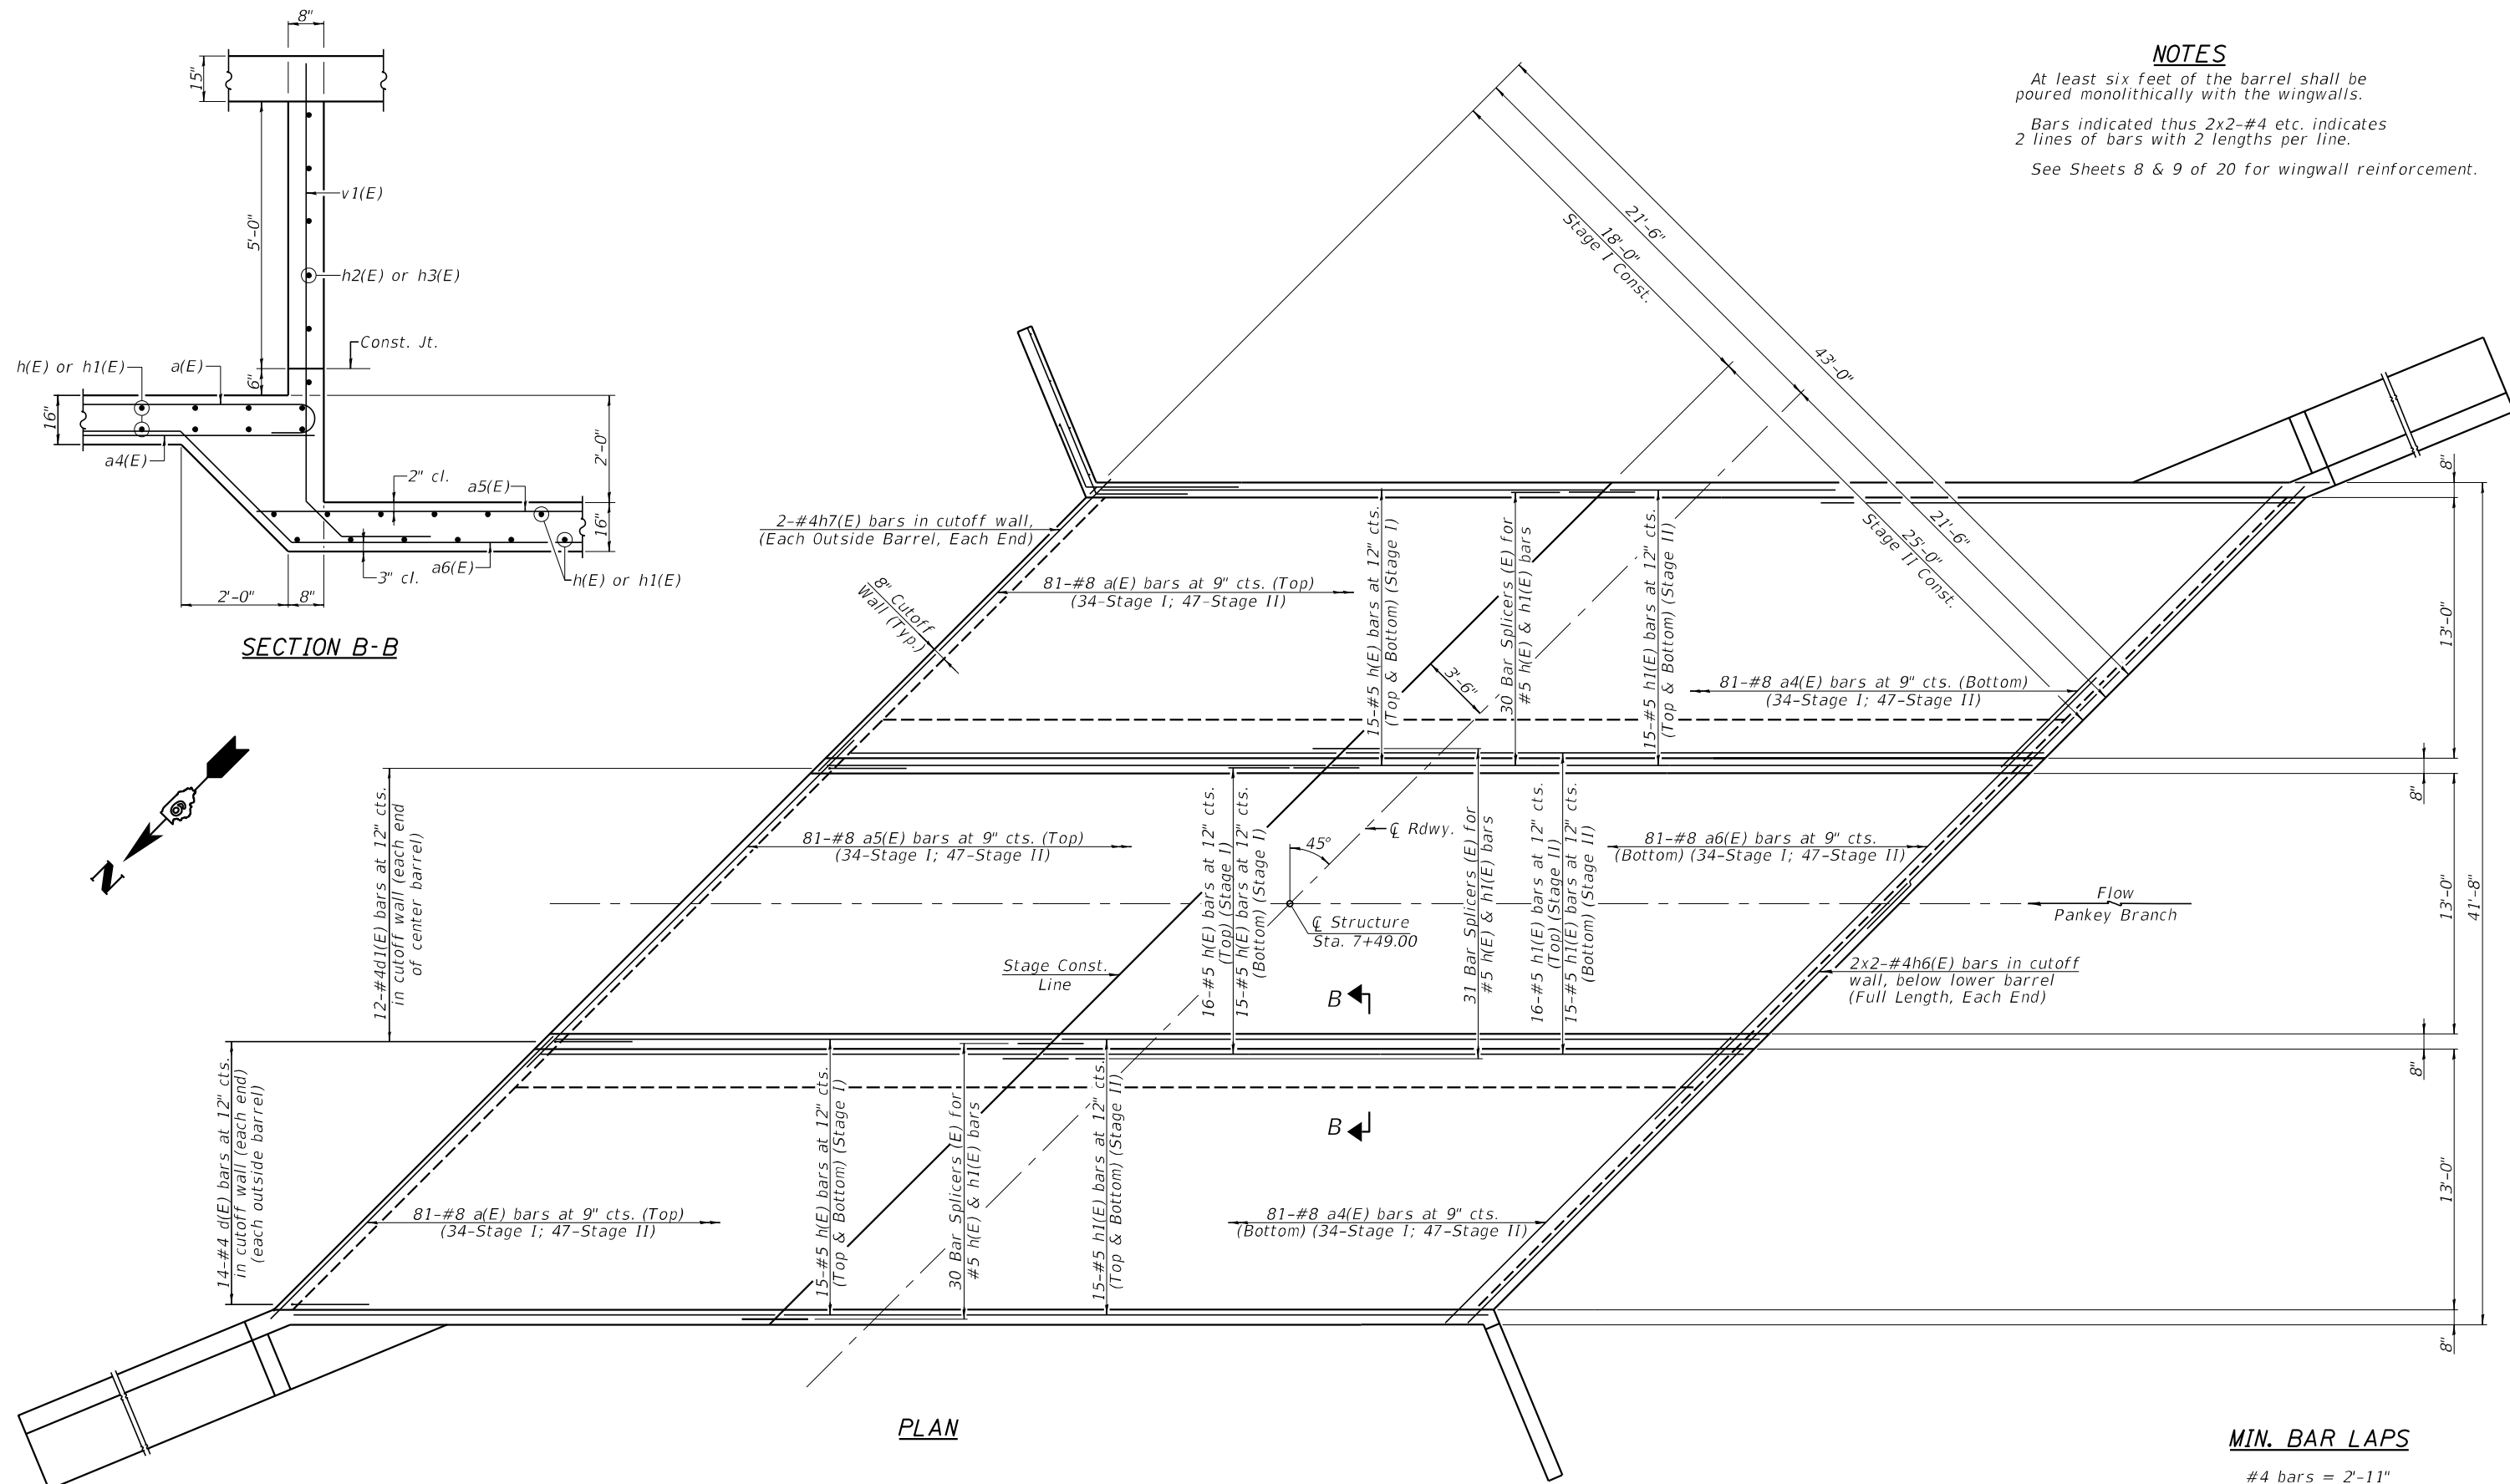 8"
15"
5'-0"
v1(E)
h2(E) or h3(E)
Const. Jt.
6"
h(E) or h1(E)
a(E)
16"
a4(E)
2'-0"
2" cl.
a5(E)
16"
3" cl.
a6(E)
h(E) or h1(E)
2'-0"
8"
SECTION B-B
NOTES
At least six feet of the barrel shall be
poured monolithically with the wingwalls.
Bars indicated thus 2x2-#4 etc. indicates
2 lines of bars with 2 lengths per line.
See Sheets 8 & 9 of 20 for wingwall reinforcement.
21'-6"
18'-0"
Stage I Const.
43'-0"
21'-6"
25'-0"
Stage II Const.
2-#4h7(E) bars in cutoff wall,
(Each Outside Barrel, Each End)
8" Cutoff
Wall (Typ.)
81-#8 a(E) bars at 9" cts. (Top)
(34-Stage I; 47-Stage II)
15-#5 h(E) bars at 12" cts.
(Top & Bottom) (Stage I)
30 Bar Splicers (E) for
#5 h(E) & h1(E) bars
15-#5 h1(E) bars at 12" cts.
(Top & Bottom) (Stage II)
3'-6"
81-#8 a4(E) bars at 9" cts. (Bottom)
(34-Stage I; 47-Stage II)
8"
13'-0"
8"
13'-0"
41'-8"
8"
13'-0"
8"
N
12-#4d1(E) bars at 12" cts.
in cutoff wall (each end
of center barrel)
81-#8 a5(E) bars at 9" cts. (Top)
(34-Stage I; 47-Stage II)
16-#5 h(E) bars at 12" cts.
(Top) (Stage I)
15-#5 h(E) bars at 12" cts.
(Bottom) (Stage I)
45°
℄ Rdwy.
℄ Structure
Sta. 7+49.00
31 Bar Splicers (E) for
#5 h(E) & h1(E) bars
16-#5 h1(E) bars at 12" cts.
(Top) (Stage II)
15-#5 h1(E) bars at 12" cts.
(Bottom) (Stage II)
81-#8 a6(E) bars at 9" cts.
(Bottom) (34-Stage I; 47-Stage II)
Flow
Pankey Branch
Stage Const.
Line
B
2x2-#4h6(E) bars in cutoff
wall, below lower barrel
(Full Length, Each End)
B
14-#4 d(E) bars at 12" cts.
in cutoff wall (each end)
(each outside barrel)
81-#8 a(E) bars at 9" cts. (Top)
(34-Stage I; 47-Stage II)
15-#5 h(E) bars at 12" cts.
(Top & Bottom) (Stage I)
30 Bar Splicers (E) for
#5 h(E) & h1(E) bars
15-#5 h1(E) bars at 12" cts.
(Top & Bottom) (Stage II)
81-#8 a4(E) bars at 9" cts.
(Bottom) (34-Stage I; 47-Stage II)
PLAN
MIN. BAR LAPS
#4 bars = 2'-11"